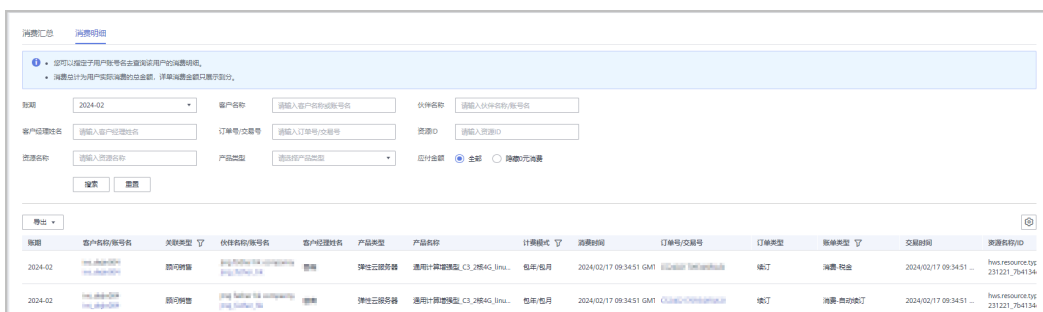 消费汇总 消费明细
您可以指定子用户账号名去查询该用户的消费明细。
消费总计为用户实际消费的总金额，详单消费金额只展示到分。
账期 2024-02 客户名称 请输入客户名称或账号名 伙伴名称 请输入伙伴名称/账号名
客户经理姓名 请输入客户经理姓名 订单号/交易号 请输入订单号/交易号 资源ID 请输入资源ID
资源名称 请输入资源名称 产品类型 请选择产品类型 应付金额 全部 隐藏0元消费
搜索 重置
导出
账期 客户名称/账号名 关联类型 伙伴名称/账号名 客户经理姓名 产品类型 产品名称 计费模式 消费时间 订单号/交易号 订单类型 账单类型 交易时间 资源名称/ID
2024-02 顾问销售 弹性云服务器 通用计算增强型_C3_2核4G_linu... 包年/包月 2024/02/17 09:34:51 GMT 续订 消费-税金 2024/02/17 09:34:51 ... hws.resource.typ
231221_7b4134
2024-02 顾问销售 弹性云服务器 通用计算增强型_C3_2核4G_linu... 包年/包月 2024/02/17 09:34:51 GMT 续订 消费-自动续订 2024/02/17 09:34:51 ... hws.resource.typ
231221_7b4134